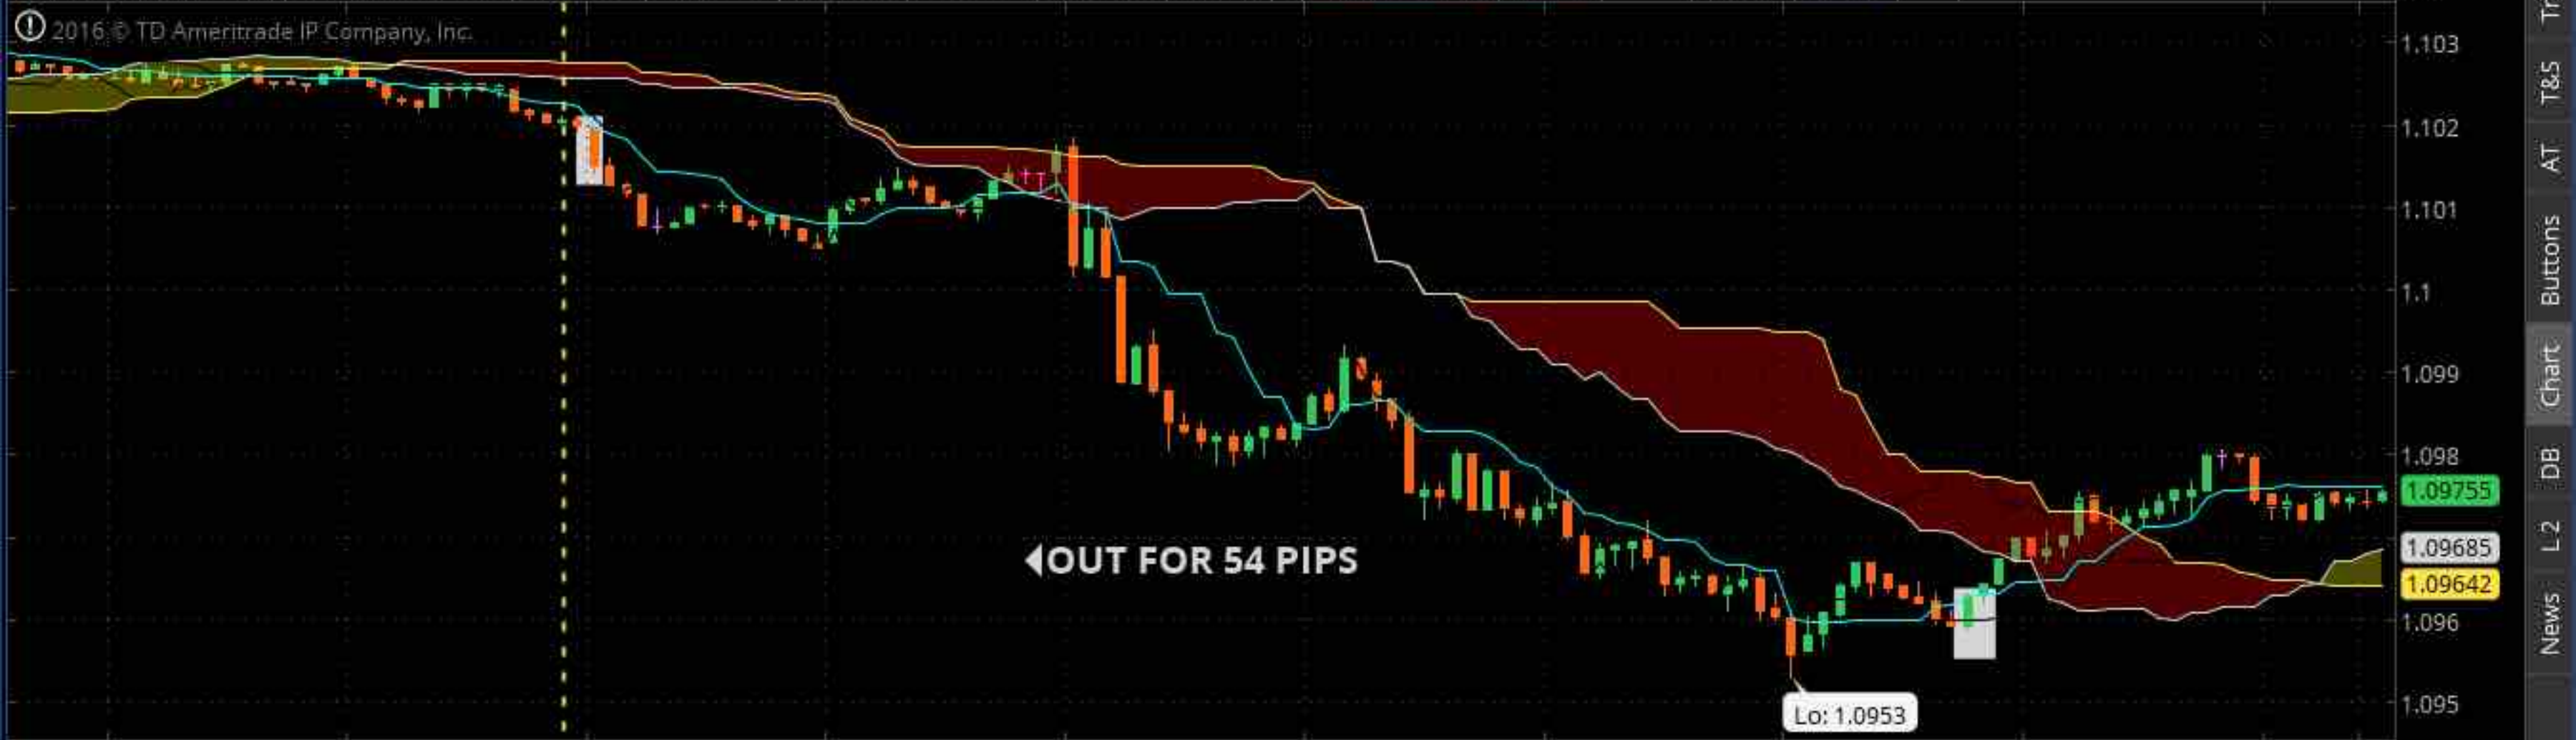 2016 © TD Ameritrade IP Company, Inc.
1.103
1.102
1.101
1.1
1.099
1.098
1.09755
1.09685
1.09642
1.096
1.095
OUT FOR 54 PIPS
Lo: 1.0953
Tr
T&S
AT
Buttons
Chart
DB
L 2
News